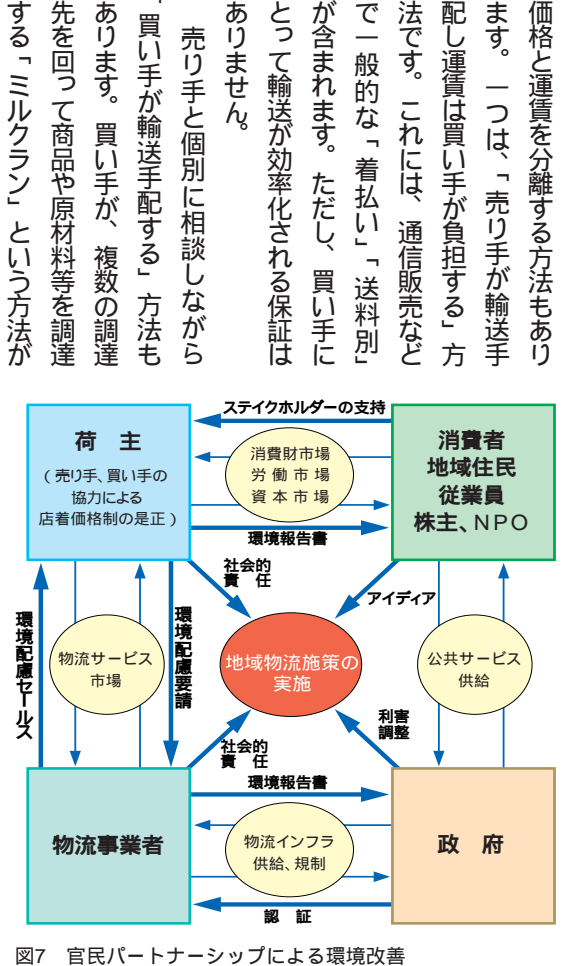 価格と運賃を分離する方法もあり
ます。一つは、「売り手が輸送手
配し運賃は買い手が負担する」方
法です。これには、通信販売など
で一般的な「着払い」「送料別」
が含まれます。ただし、買い手に
とって輸送が効率化される保証は
ありません。
売り手と個別に相談しながら
「買い手が輸送手配する」方法も
あります。買い手が、複数の調達
先を回って商品や原材料等を調達
する「ミルクラン」という方法が
ステイクホルダーの支持
荷 主
(売り手、買い手の
協力による
店着価格制の是正)
消費財市場
労働市場
資本市場
消費者
地域住民
従業員
株主、NPO
環境報告書
社会的
責 任
アイディア
環境配慮セールス
物流サービス
市場
環境配慮要請
地域物流施策の
実施
公共サービス
供給
利害
調整
社会的
責 任
環境報告書
物流事業者
物流インフラ
供給、規制
政 府
認 証
図7 官民パートナーシップによる環境改善